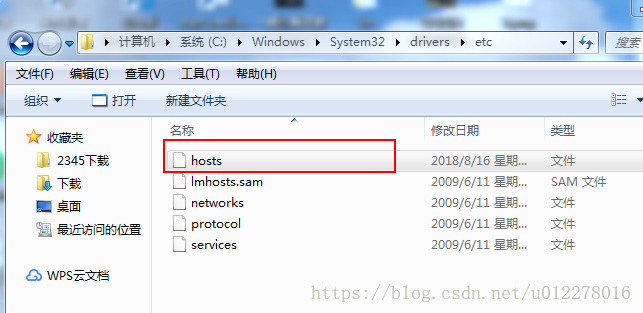 计算机 ▸ 系统 (C:) ▸ Windows ▸ System32 ▸ drivers ▸ etc 搜索
文件(F) 编辑(E) 查看(V) 工具(T) 帮助(H)
组织 打开 新建文件夹
名称 修改日期 类型
收藏夹
2345下载
下载
桌面
最近访问的位置
WPS云文档
hosts 2018/8/16 星期... 文件
lmhosts.sam 2009/6/11 星期... SAM 文件
networks 2009/6/11 星期... 文件
protocol 2009/6/11 星期... 文件
services 2009/6/11 星期... 文件
https://blog.csdn.net/u012278016